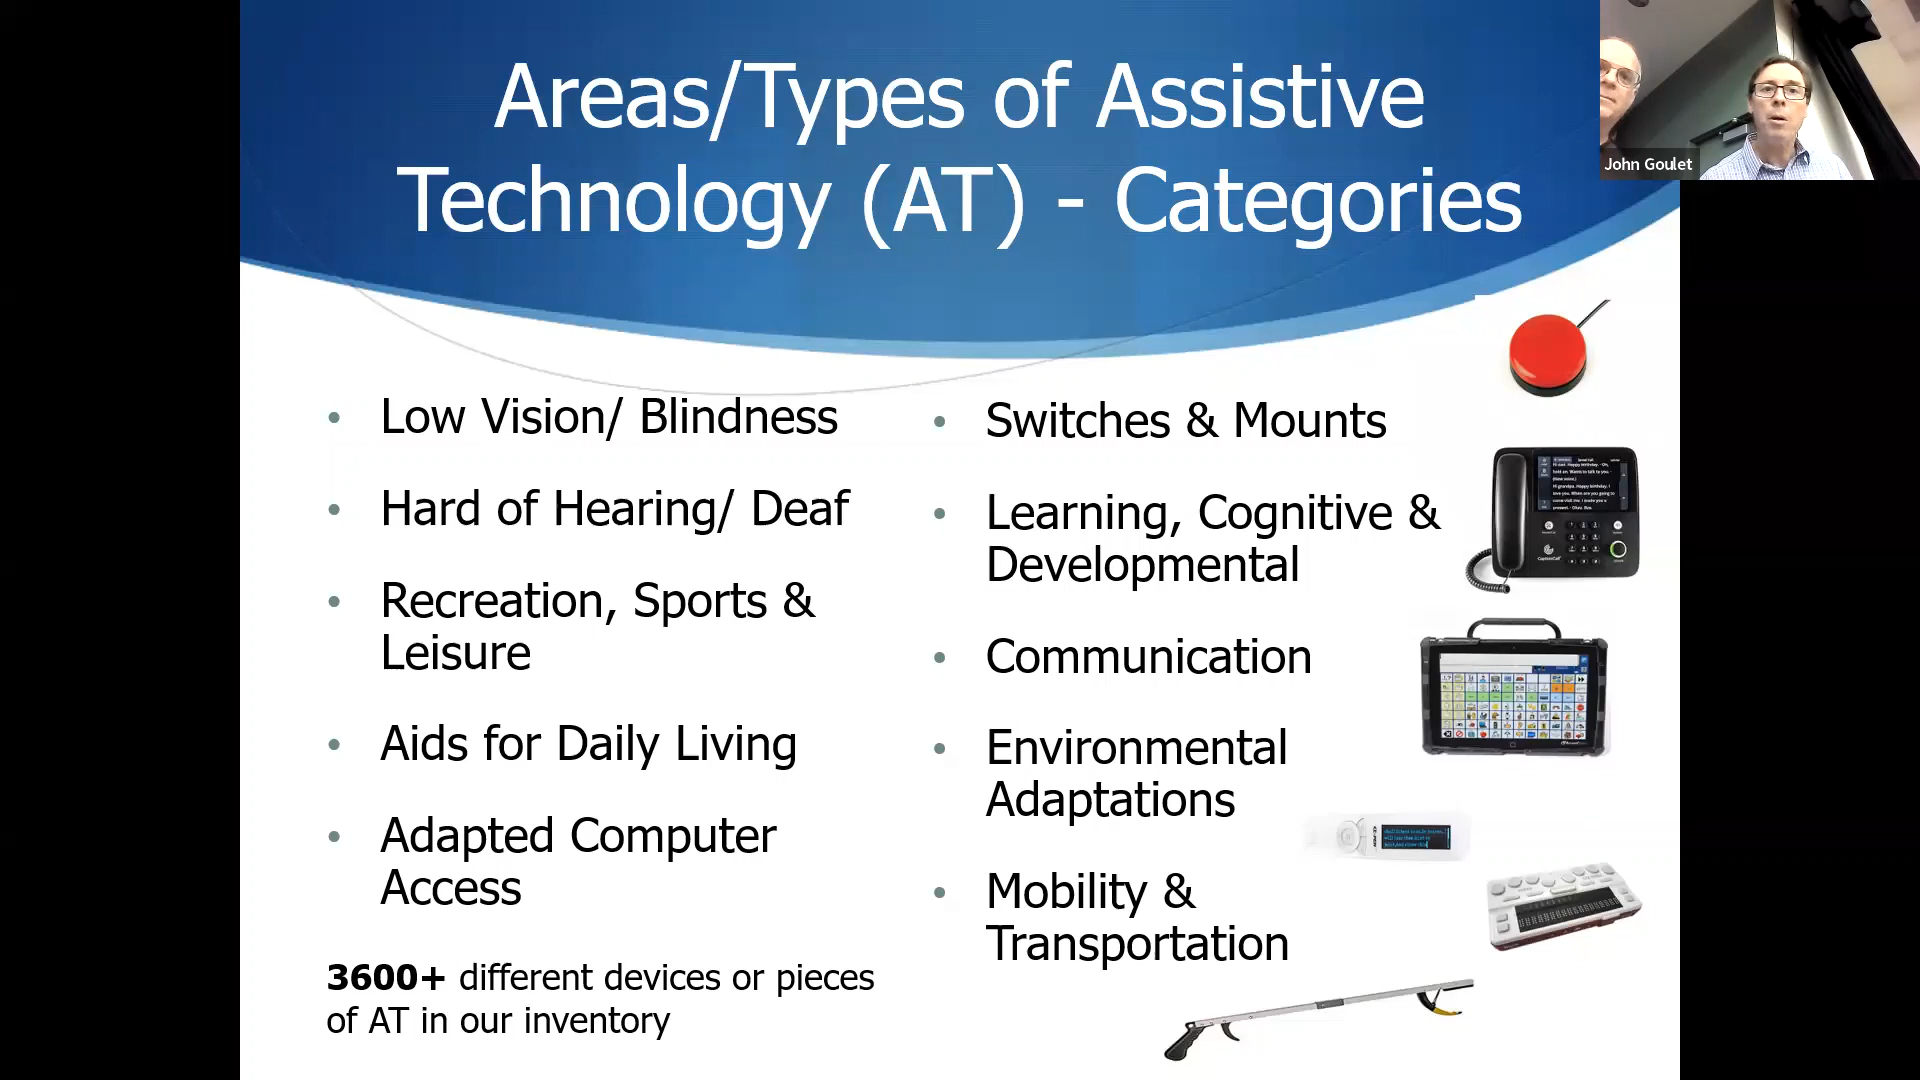 Areas/Types of Assistive
Technology (AT) - Categories
John Goulet
• Low Vision/ Blindness
• Hard of Hearing/ Deaf
• Recreation, Sports &
Leisure
• Aids for Daily Living
• Adapted Computer
Access
3600+ different devices or pieces
of AT in our inventory
• Switches & Mounts
• Learning, Cognitive &
Developmental
• Communication
• Environmental
Adaptations
• Mobility &
Transportation
CaptionCall